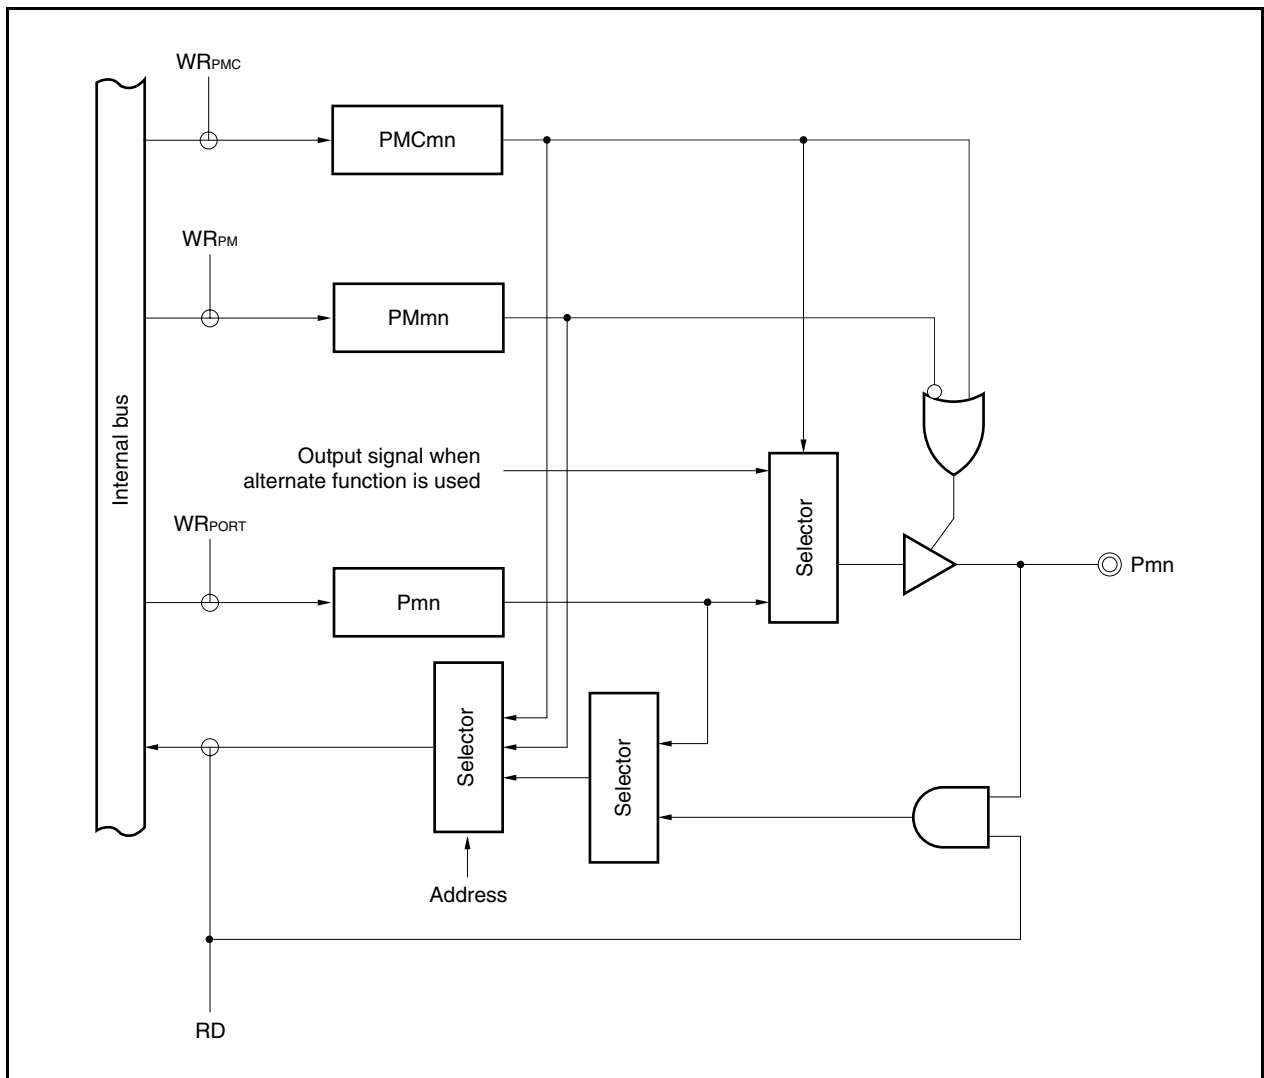 WRPMC
PMCmn
WRPM
PMmn
Internal bus
Output signal when
alternate function is used
Selector
WRPORT
Pmn
Pmn
Selector
Selector
Address
RD